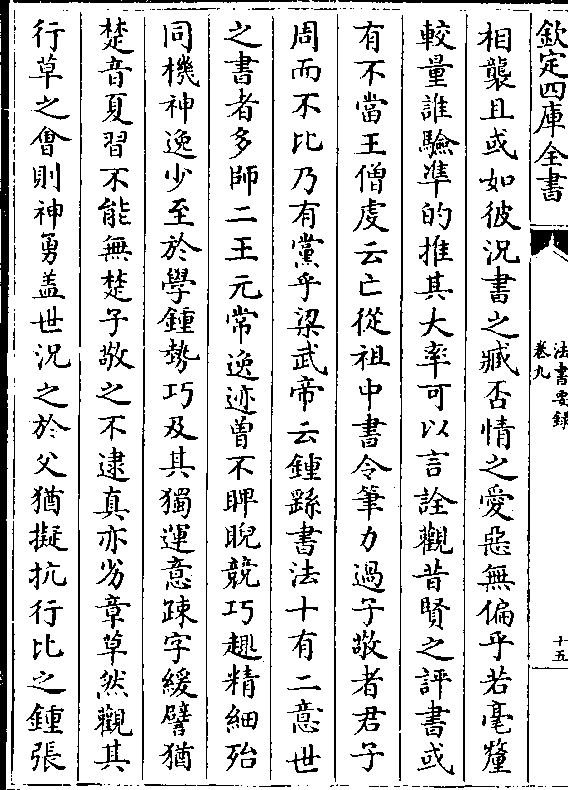 欽定四庫全書
法書要錄
卷九
十五
相襲且或如彼況書之臧否情之愛惡無偏乎若毫釐
較量誰驗準的推其大率可以言詮觀昔賢之評書或
有不當王僧虔云亡從祖中書令筆力過子敬者君子
周而不比乃有黨乎梁武帝云鍾繇書法十有二意世
之書者多師二王元常逸迹曾不睥睨競巧趣精細殆
同機神逸少至於學鍾勢巧及其獨運意疎字緩譬猶
楚音夏習不能無楚子敬之不逮真亦劣章草然觀其
行草之會則神勇蓋世況之於父猶擬抗行比之鍾張